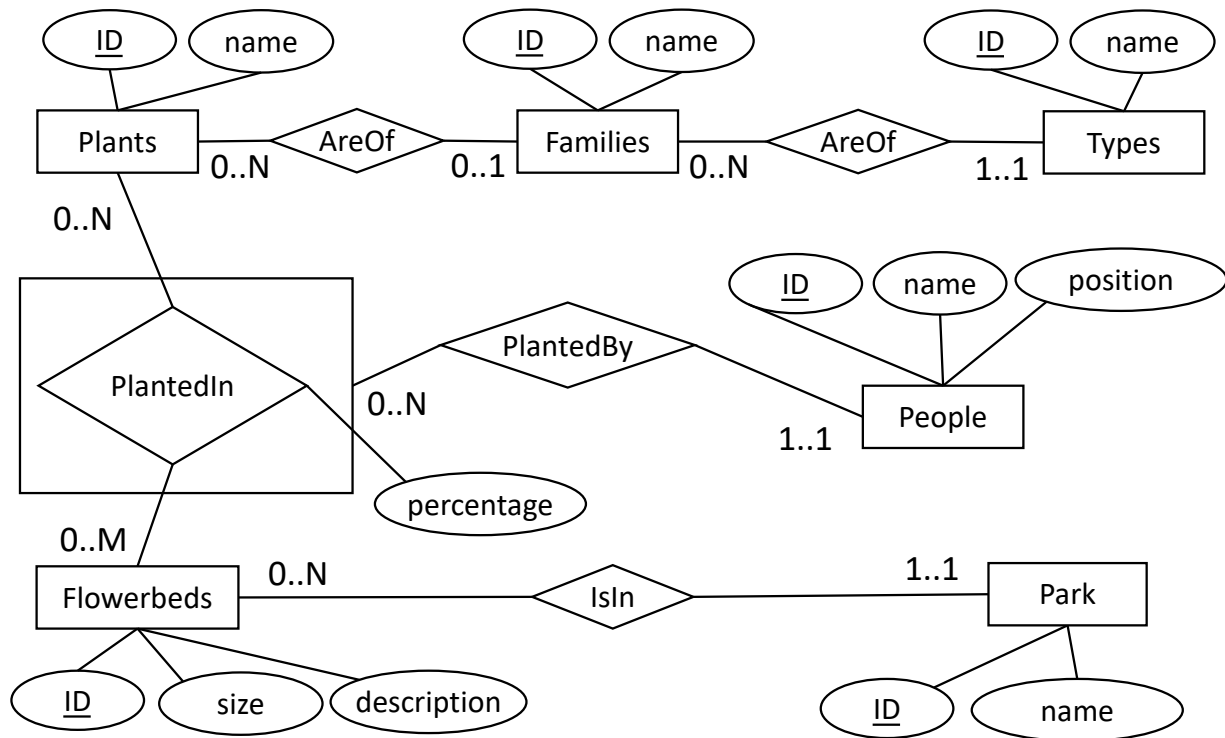 ID
name
ID
name
ID
name
Plants
AreOf
Families
AreOf
Types
0..N
0..1
0..N
1..1
0..N
ID
name
position
PlantedBy
PlantedIn
0..N
People
1..1
percentage
0..M
0..N
1..1
Flowerbeds
IsIn
Park
ID
size
description
ID
name